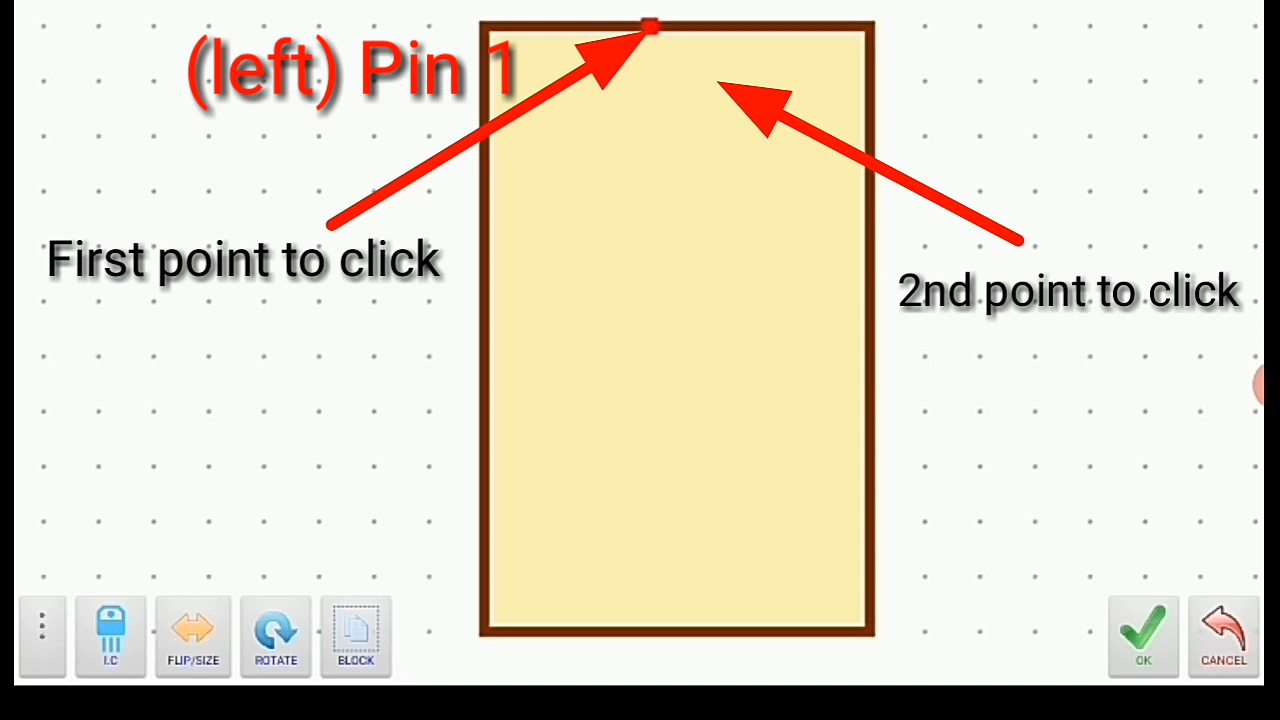 (left) Pin 1
First point to click
2nd point to click
I.C
FLIP/SIZE
ROTATE
BLOCK
OK
CANCEL